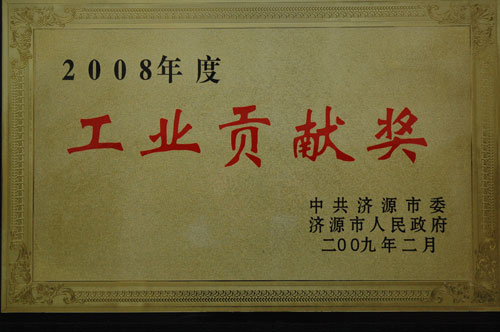 2008年度
工业贡献奖
中共济源市委
济源市人民政府
二00九年二月